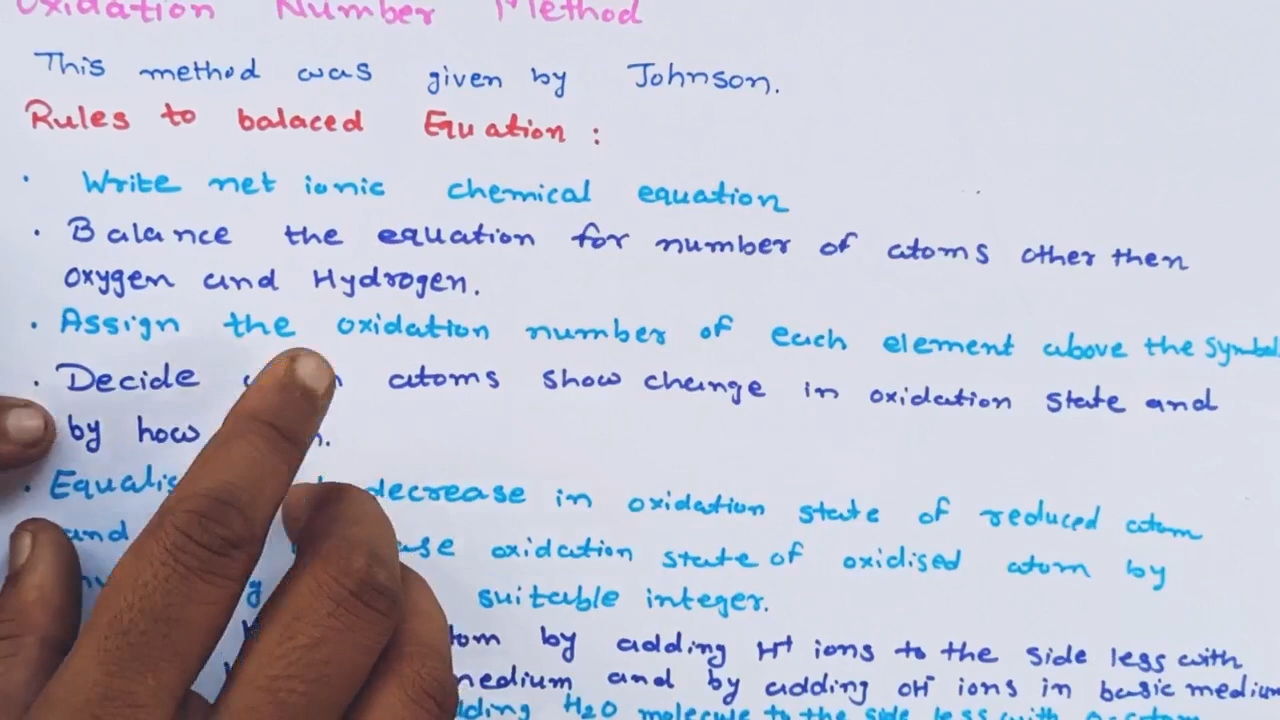 Oxidation Number Method
This method was given by Johnson.
Rules to balaced Equation :
· Write net ionic chemical equation
· Balance the equation for number of atoms other then
oxygen and Hydrogen.
· Assign the oxidation number of each element above the symbol
· Decide atoms show change in oxidation state and
by how
· decrease in oxidation state of reduced atom
and oxidation state of oxidised atom by
suitable integer.
by adding H+ ions to the side less with
medium and by adding OH- ions in basic medium
H2O molecule to the side less with